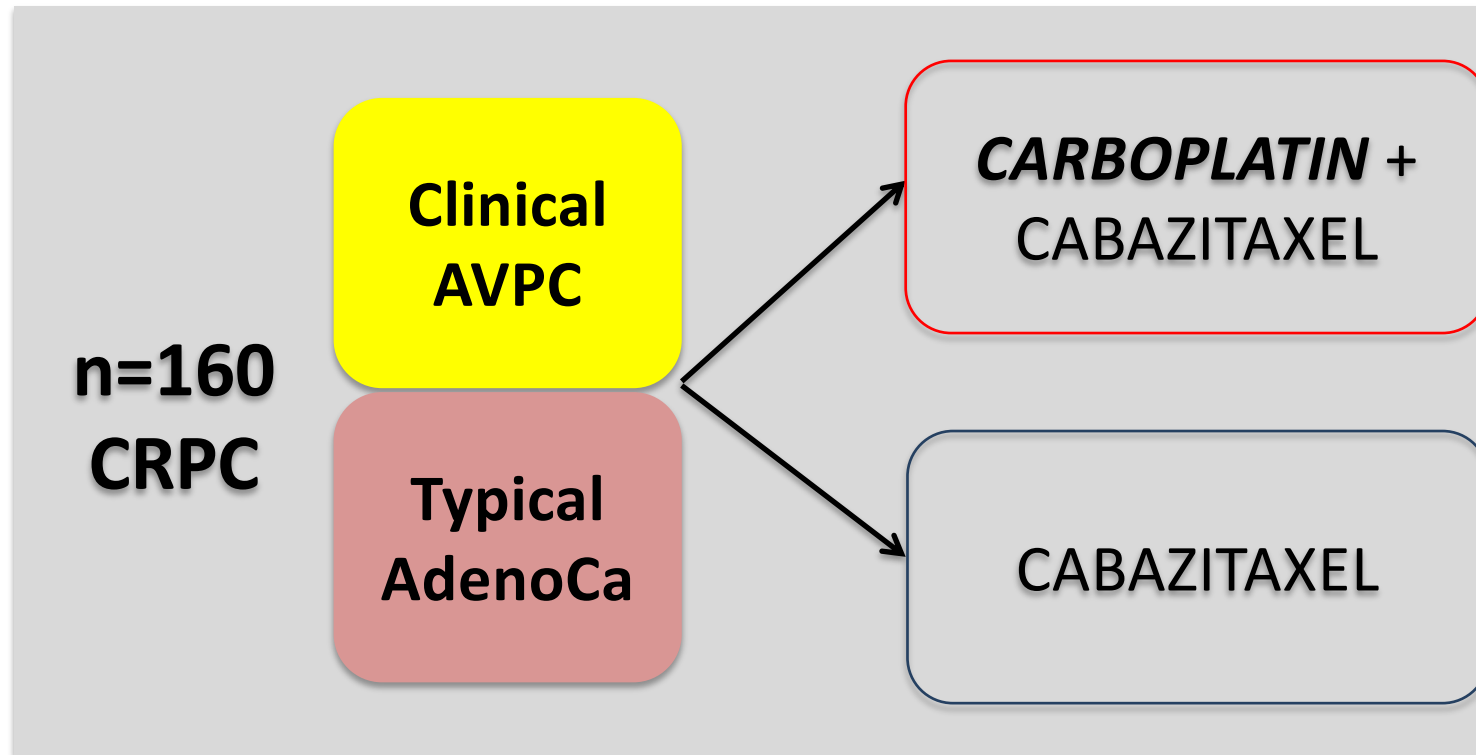 n=160
CRPC
Clinical
AVPC
Typical
AdenoCa
CARBOPLATIN +
CABAZITAXEL
CABAZITAXEL